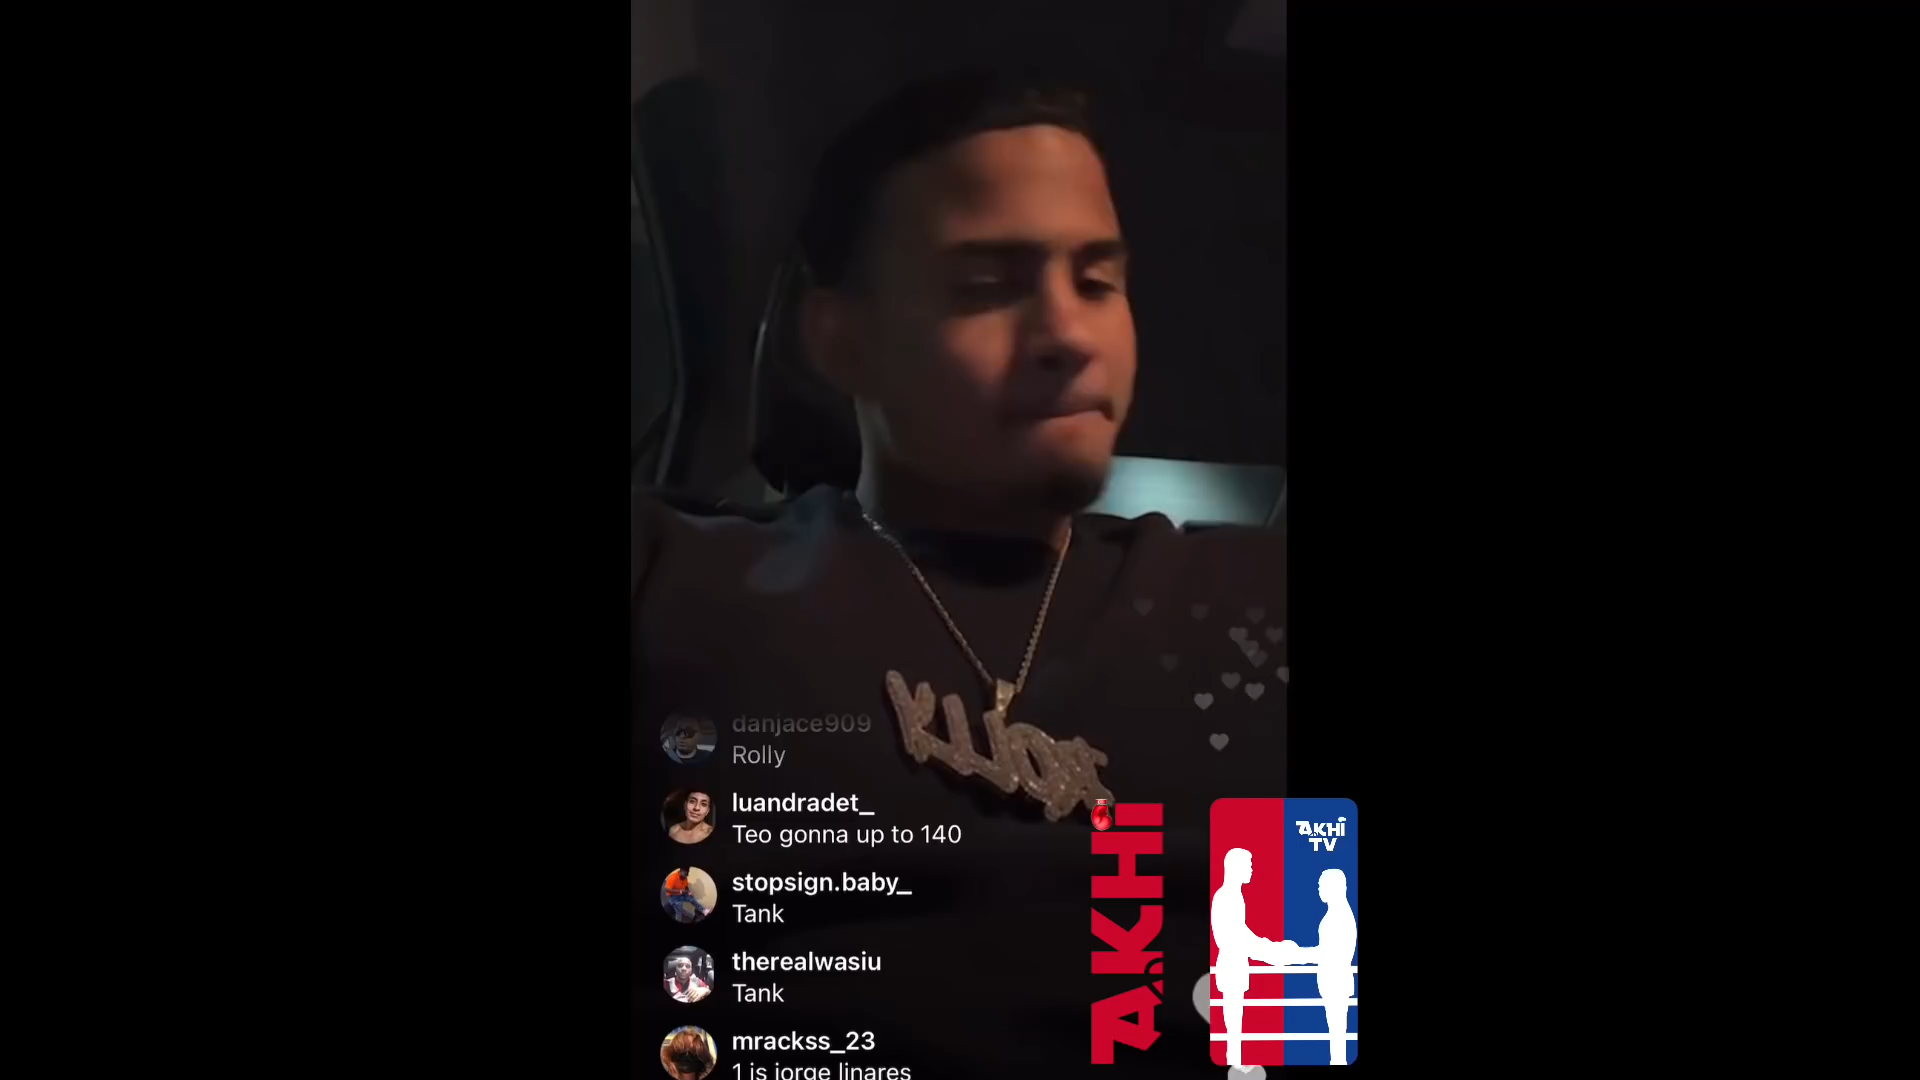 danjace909
Rolly
luandradet_
Teo gonna up to 140
stopsign.baby_
Tank
therealwasiu
Tank
mrackss_23
1 is jorge linares
AKHi
AKHi
TV